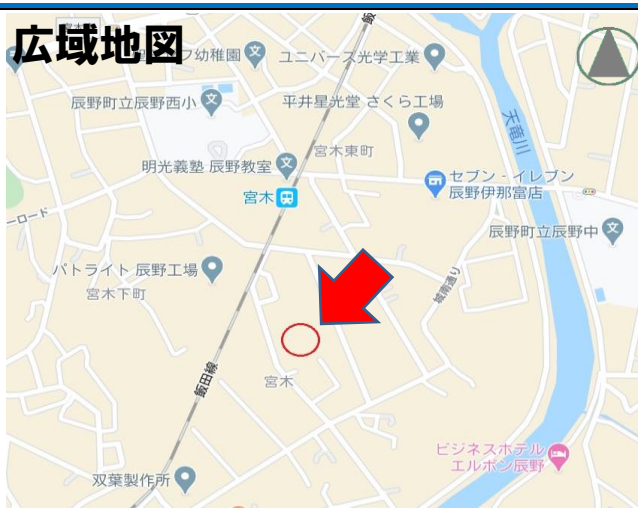 広域地図
幼稚園
ユニバース光学工業
辰野町立辰野西小
平井星光堂 さくら工場
天竜川
宮木東町
明光義塾 辰野教室
宮木
セブン - イレブン
辰野伊那富店
辰野町立辰野中
ーロード
パトライト 辰野工場
宮木下町
城南通り
飯田線
宮木
ビジネスホテル
エルボン辰野
双葉製作所